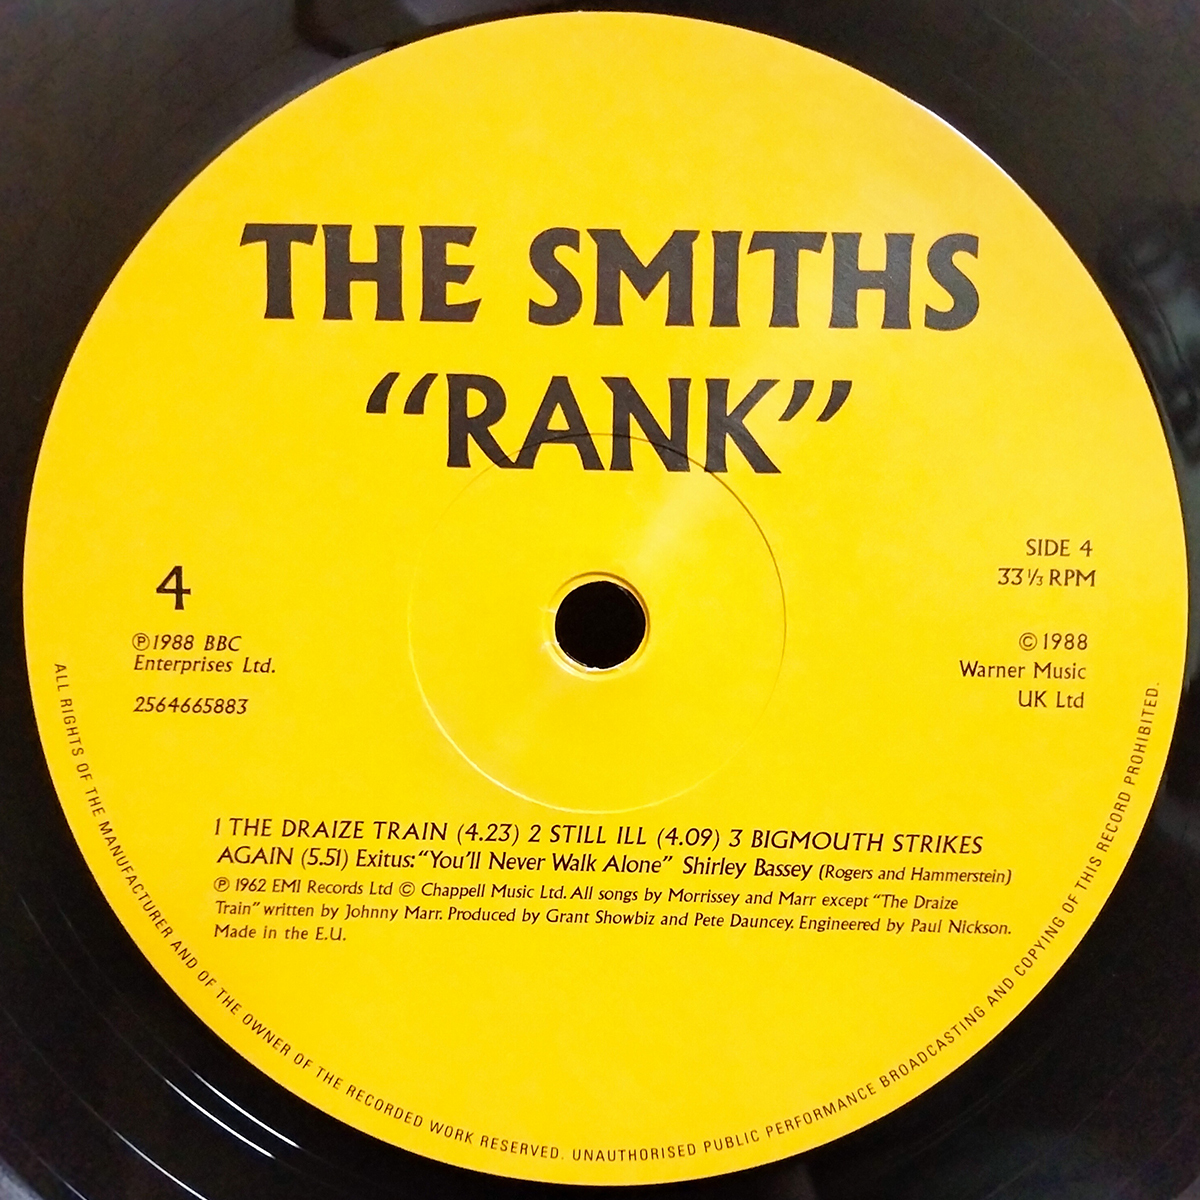 THE SMITHS
“RANK”
SIDE 4
33⅓ RPM
4
Ⓟ1988 BBC
Enterprises Ltd.
2564665883
©1988
Warner Music
UK Ltd
1 THE DRAIZE TRAIN (4.23) 2 STILL ILL (4.09) 3 BIGMOUTH STRIKES
AGAIN (5.51) Exitus:“You’ll Never Walk Alone” Shirley Bassey (Rogers and Hammerstein)
Ⓟ 1962 EMI Records Ltd © Chappell Music Ltd. All songs by Morrissey and Marr except “The Draize
Train” written by Johnny Marr. Produced by Grant Showbiz and Pete Dauncey. Engineered by Paul Nickson.
Made in the E.U.
ALL RIGHTS OF THE MANUFACTURER AND OF THE OWNER OF THE RECORDED WORK RESERVED. UNAUTHORISED PUBLIC PERFORMANCE BROADCASTING AND COPYING OF THIS RECORD PROHIBITED.